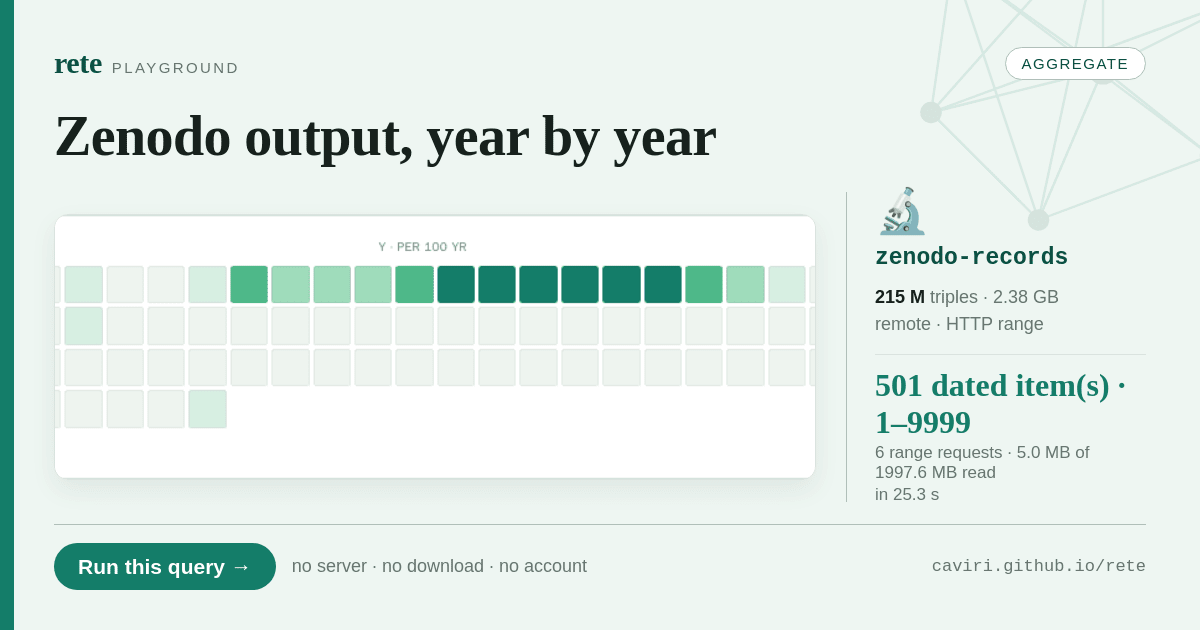 rete PLAYGROUND
AGGREGATE
Zenodo output, year by year
Y · PER 100 YR
zenodo-records
215 M triples · 2.38 GB
remote · HTTP range
501 dated item(s) ·
1–9999
6 range requests · 5.0 MB of
1997.6 MB read
in 25.3 s
Run this query →
no server · no download · no account
caviri.github.io/rete